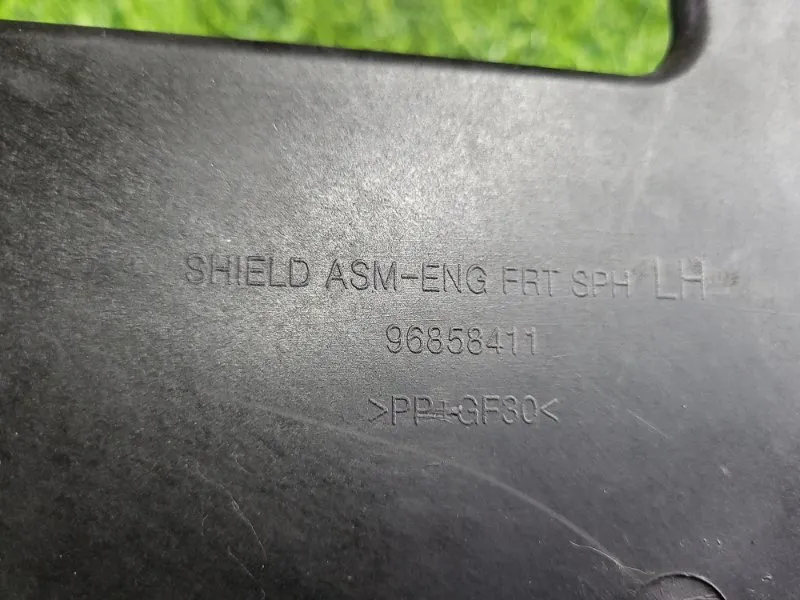 SHIELD ASM-ENG FRT SPH LH
96858411
>PP+GF30<